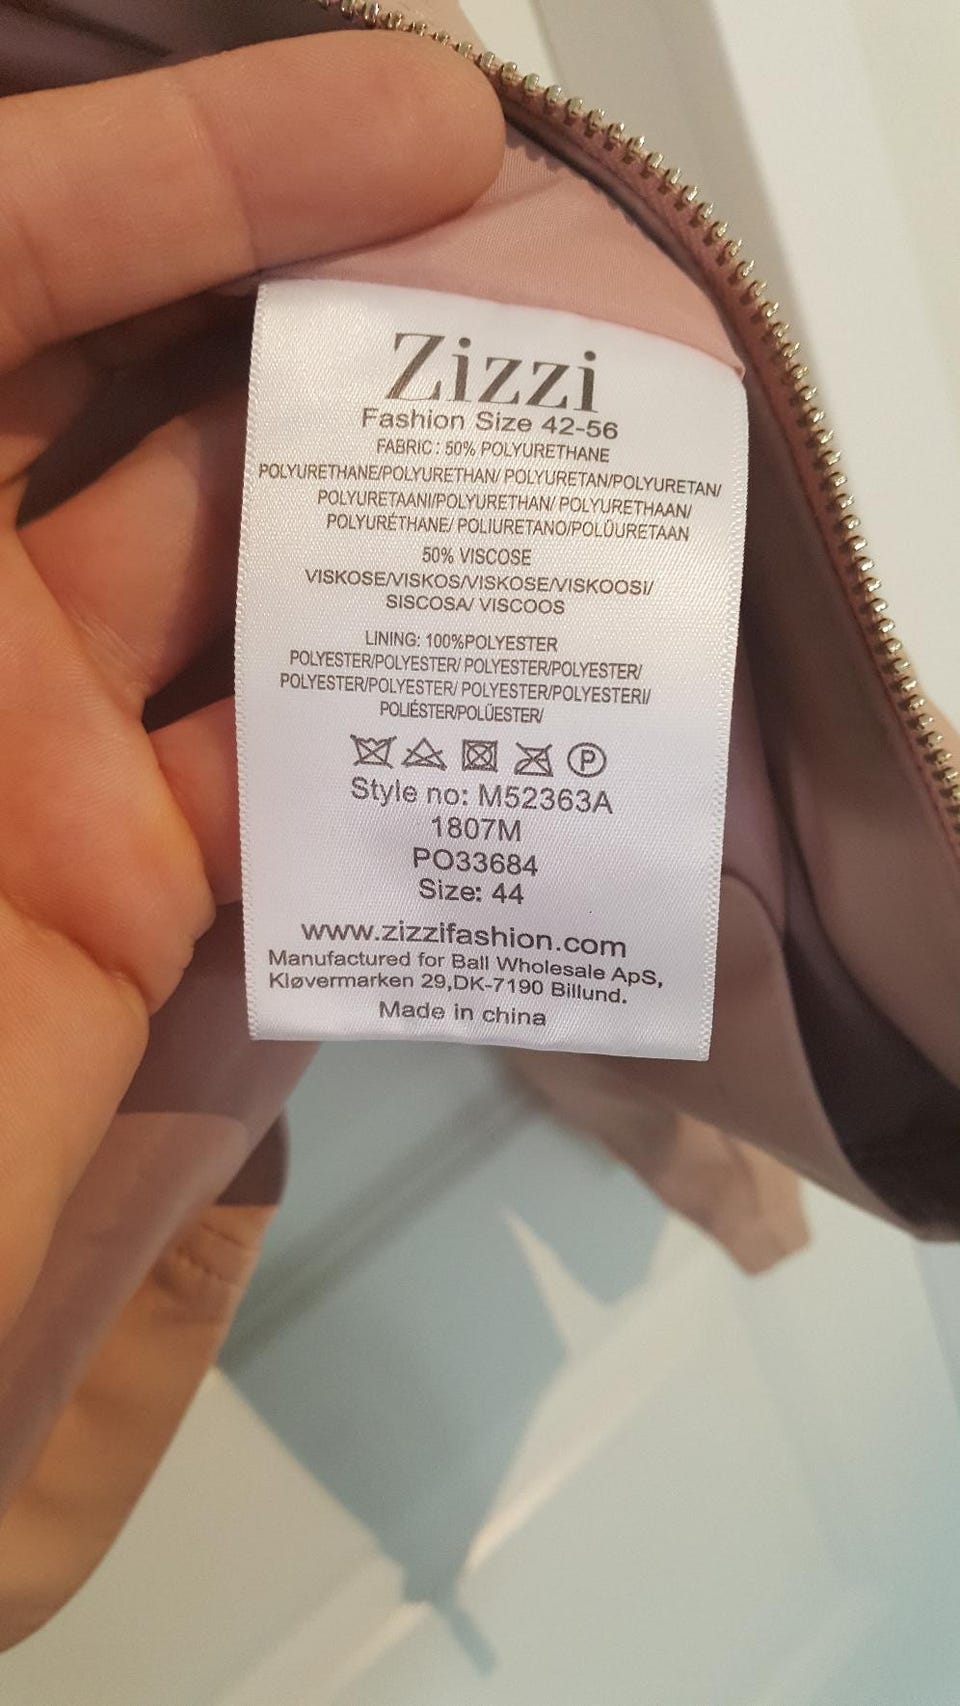 Zizzi
Fashion Size 42-56
FABRIC: 50% POLYURETHANE
POLYURETHANE/POLYURETHAN/ POLYURETAN/POLYURETAN/
POLYURETAANI/POLYURETHAN/ POLYURETHAAN/
POLYURÉTHANE/ POLIURETANO/POLÜURETAAN
50% VISCOSE
VISKOSE/VISKOS/VISKOSE/VISKOOSI/
SISCOSA/ VISCOOS
LINING: 100%POLYESTER
POLYESTER/POLYESTER/ POLYESTER/POLYESTER/
POLYESTER/POLYESTER/ POLYESTER/POLYESTERI/
POLIÉSTER/POLÜESTER/
P
Style no: M52363A
1807M
PO33684
Size: 44
www.zizzifashion.com
Manufactured for Ball Wholesale ApS,
Kløvermarken 29,DK-7190 Billund.
Made in china